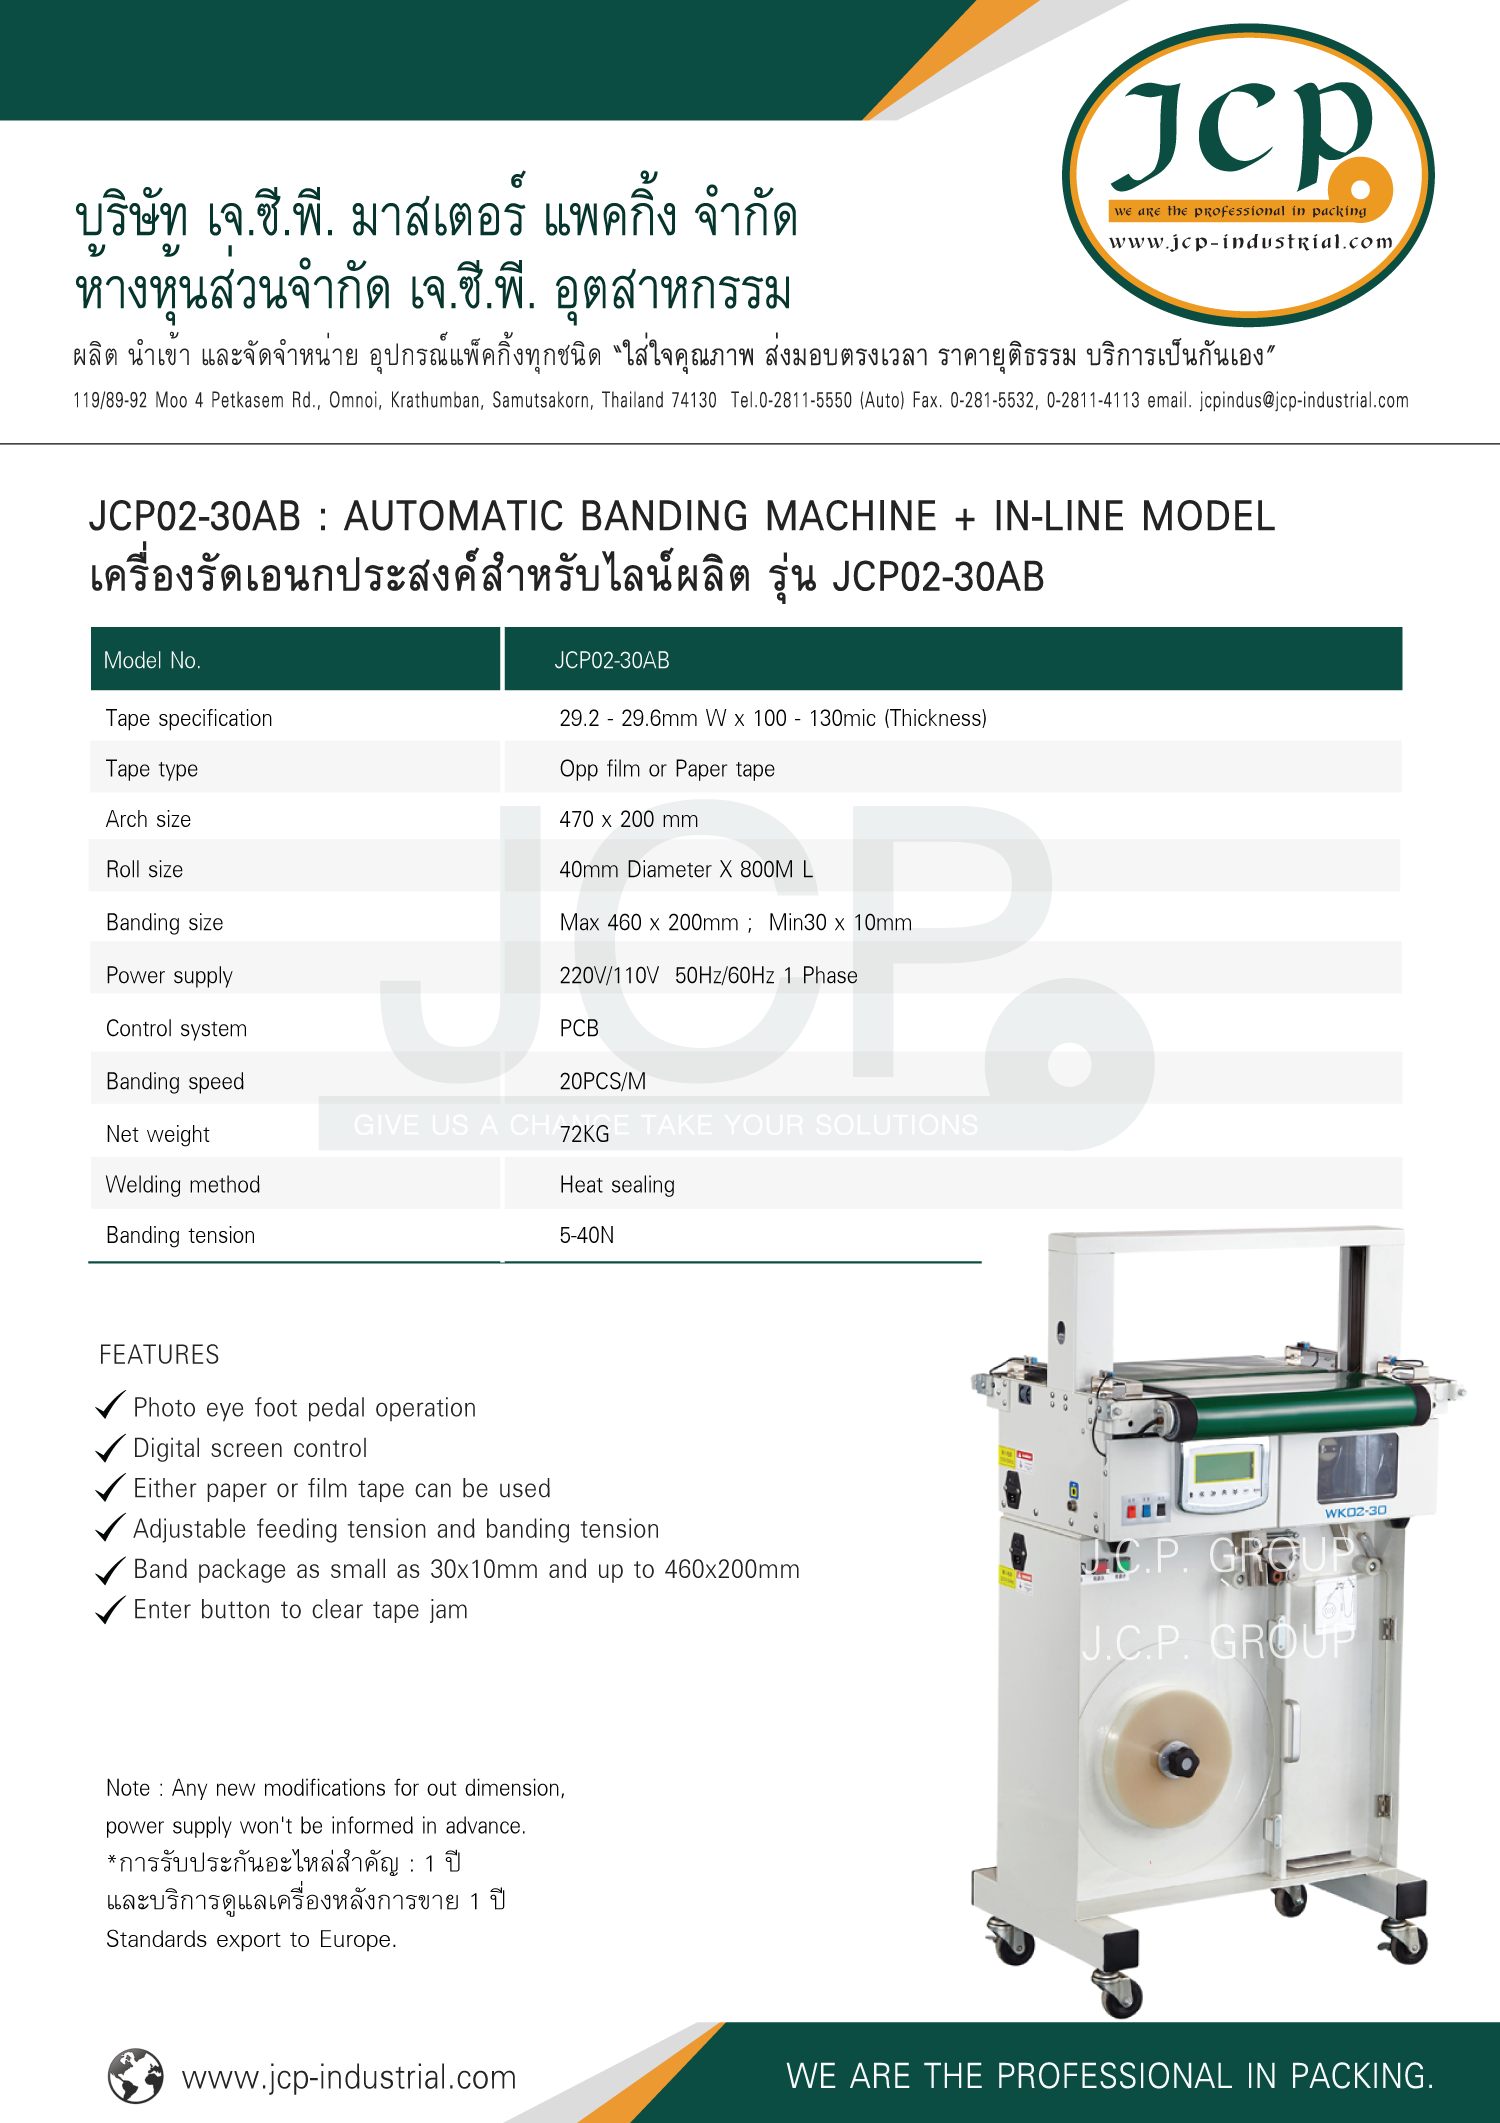 JCP
we are the professional in packing
www.jcp-industrial.com
บริษัท เจ.ซี.พี. มาสเตอร์ แพคกิ้ง จำกัด
ห้างหุ้นส่วนจำกัด เจ.ซี.พี. อุตสาหกรรม
ผลิต นำเข้า และจัดจำหน่าย อุปกรณ์แพ็คกิ้งทุกชนิด “ใส่ใจคุณภาพ ส่งมอบตรงเวลา ราคายุติธรรม บริการเป็นกันเอง”
119/89-92 Moo 4 Petkasem Rd., Omnoi, Krathumban, Samutsakorn, Thailand 74130 Tel.0-2811-5550 (Auto) Fax. 0-281-5532, 0-2811-4113 email. jcpindus@jcp-industrial.com
JCP02-30AB : AUTOMATIC BANDING MACHINE + IN-LINE MODEL
เครื่องรัดเอนกประสงค์สำหรับไลน์ผลิต รุ่น JCP02-30AB
Model No. JCP02-30AB
Tape specification 29.2 - 29.6mm W x 100 - 130mic (Thickness)
Tape type Opp film or Paper tape
Arch size 470 x 200 mm
Roll size 40mm Diameter X 800M L
Banding size Max 460 x 200mm ; Min30 x 10mm
Power supply 220V/110V 50Hz/60Hz 1 Phase
Control system PCB
Banding speed 20PCS/M
JCP
GIVE US A CHANGE TAKE YOUR SOLUTIONS
Net weight 72KG
Welding method Heat sealing
Banding tension 5-40N
FEATURES
Photo eye foot pedal operation
Digital screen control
Either paper or film tape can be used
Adjustable feeding tension and banding tension
Band package as small as 30x10mm and up to 460x200mm
Enter button to clear tape jam
WK02-30
J.C.P. GROUP
J.C.P. GROUP
Note : Any new modifications for out dimension,
power supply won't be informed in advance.
*การรับประกันอะไหล่สำคัญ : 1 ปี
และบริการดูแลเครื่องหลังการขาย 1 ปี
Standards export to Europe.
www.jcp-industrial.com
WE ARE THE PROFESSIONAL IN PACKING.